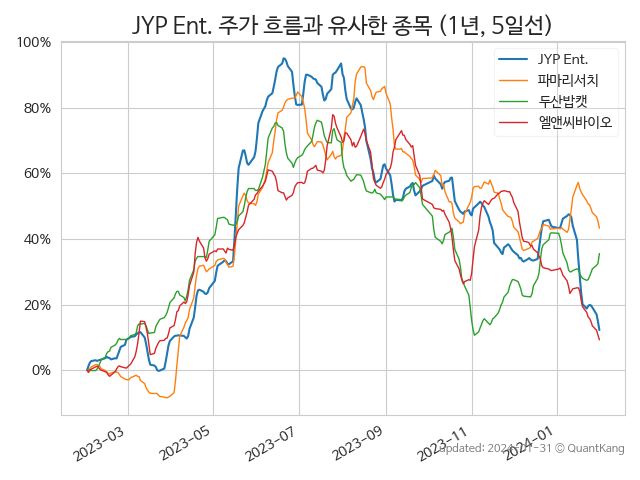 JYP Ent. 주가 흐름과 유사한 종목 (1년, 5일선)
100%
80%
60%
40%
20%
0%
JYP Ent.
파마리서치
두산밥캣
엘앤씨바이오
2023-03
2023-05
2023-07
2023-09
2023-11
2024-01
updated: 2024-01-31 © QuantKang